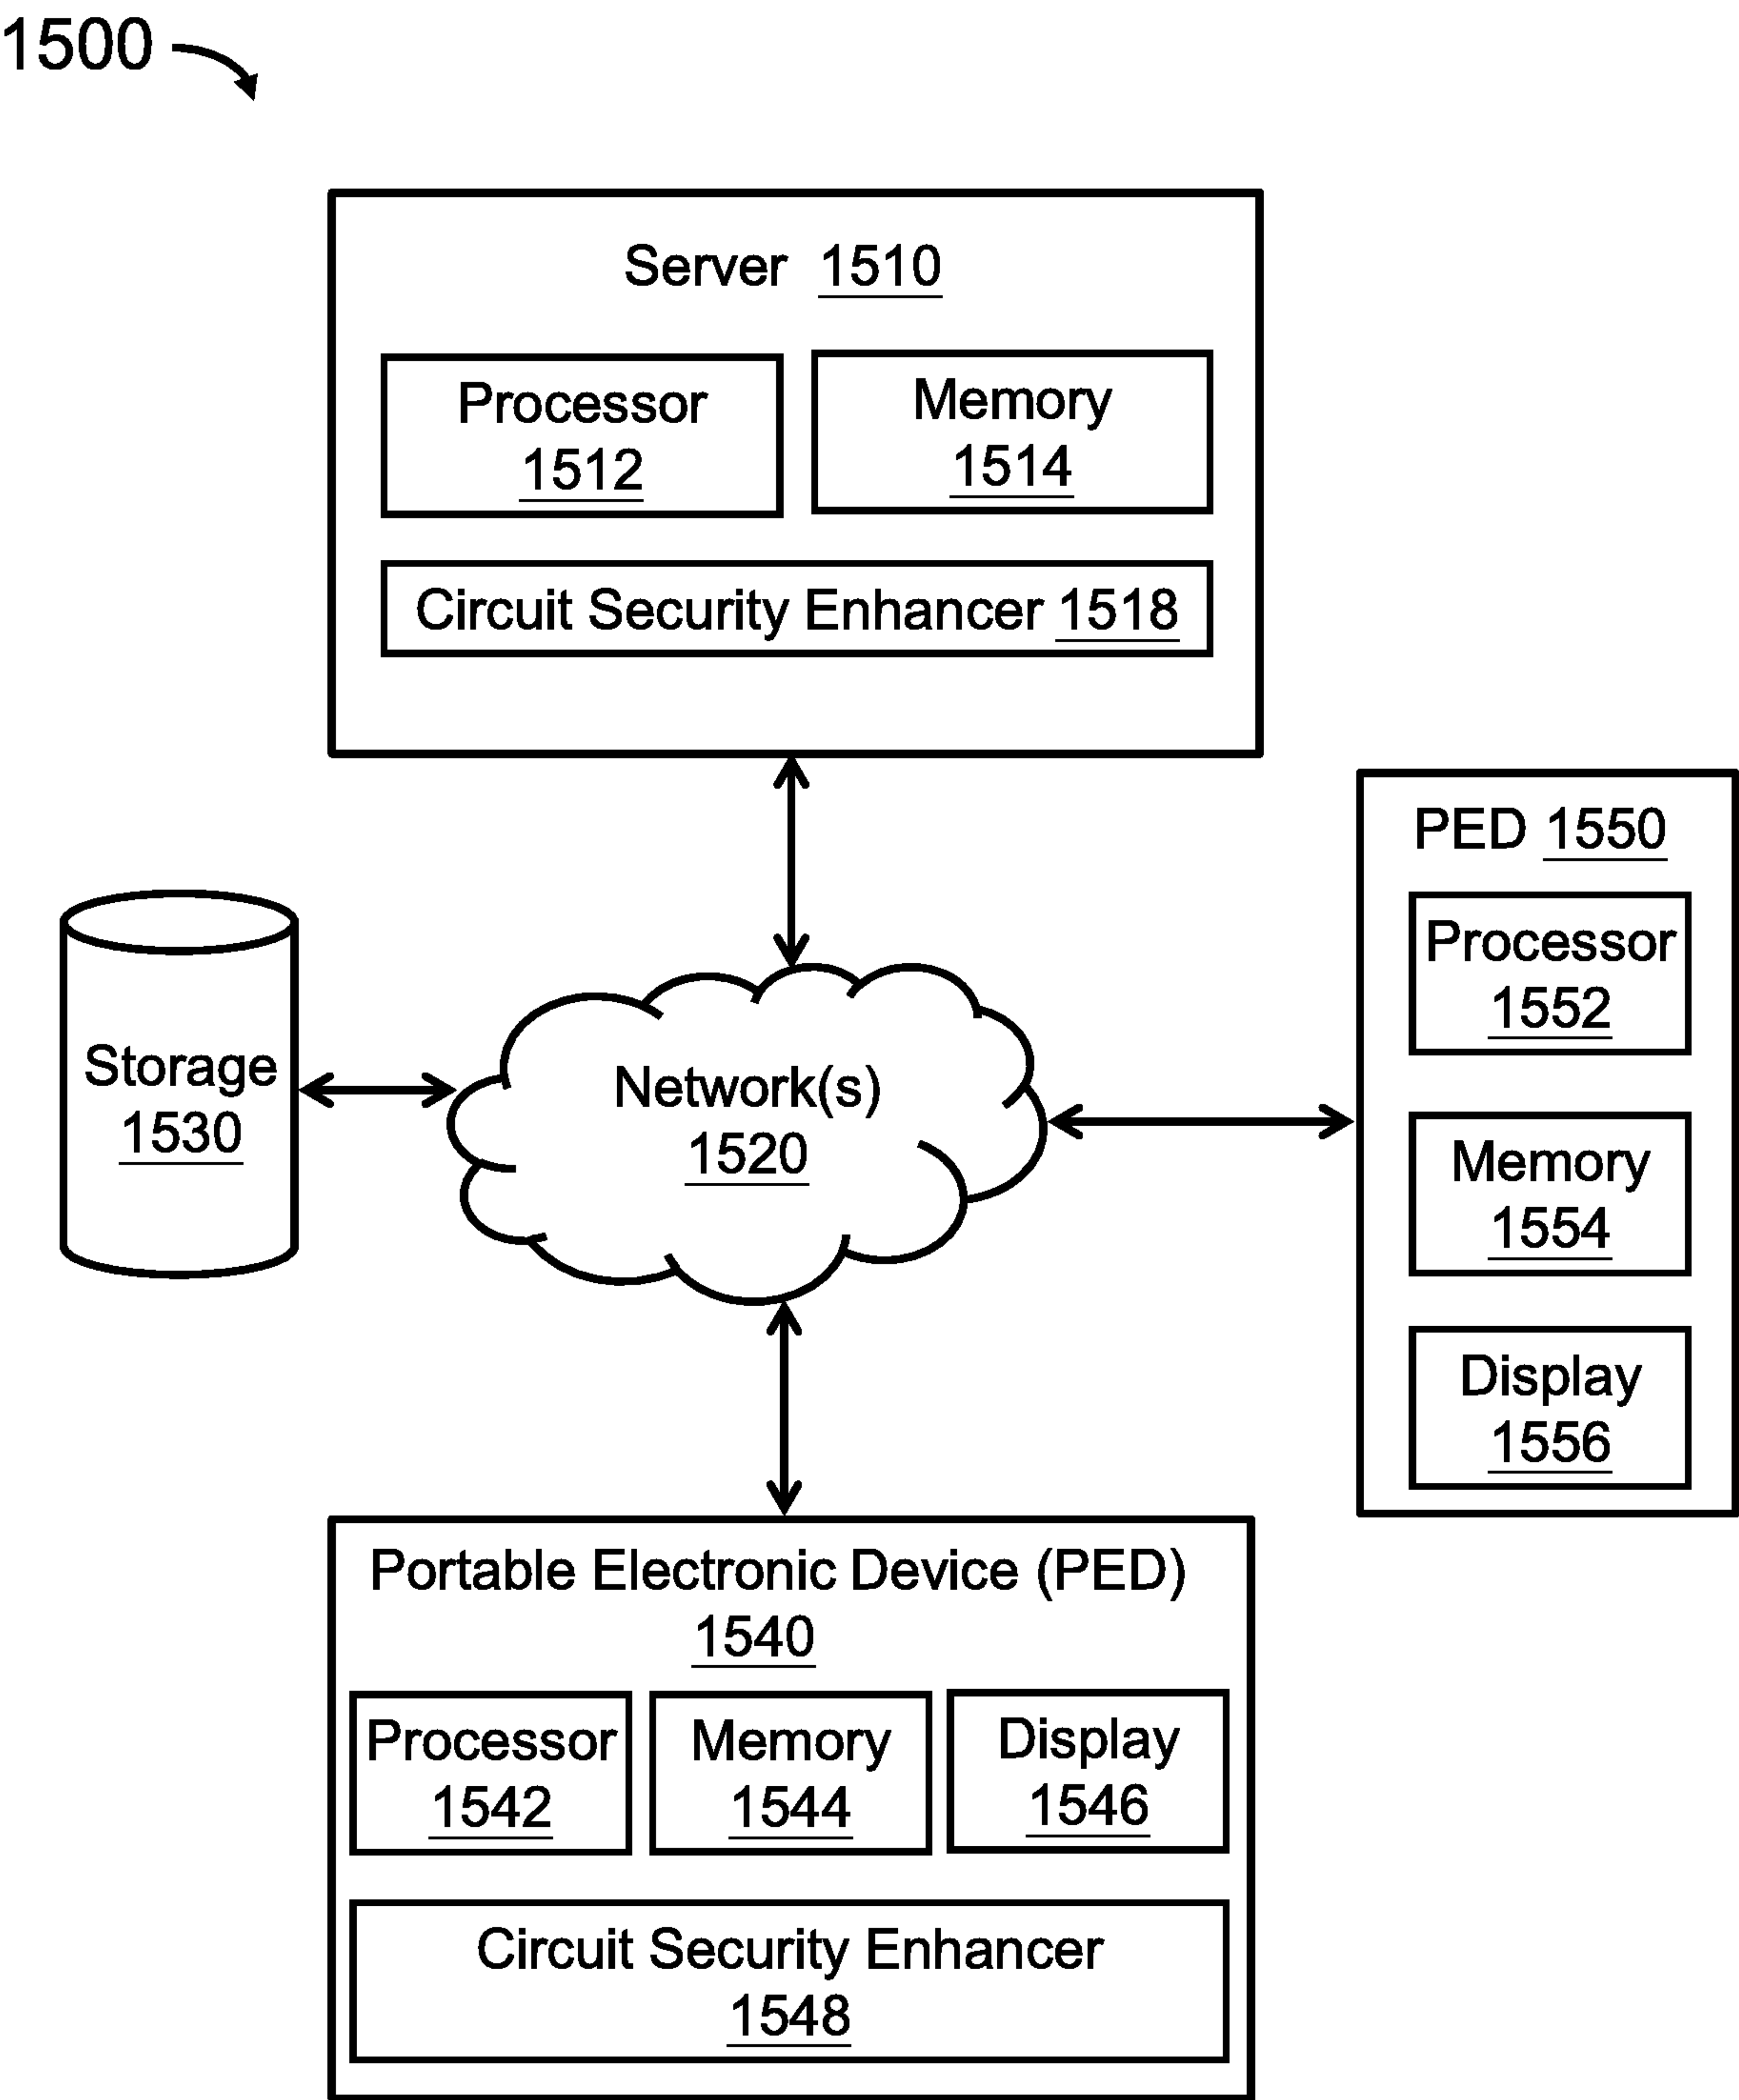 1500
Server 1510
Processor
1512
Memory
1514
Circuit Security Enhancer 1518
Storage
1530
Network(s)
1520
PED 1550
Processor
1552
Memory
1554
Display
1556
Portable Electronic Device (PED)
1540
Processor
1542
Memory
1544
Display
1546
Circuit Security Enhancer
1548